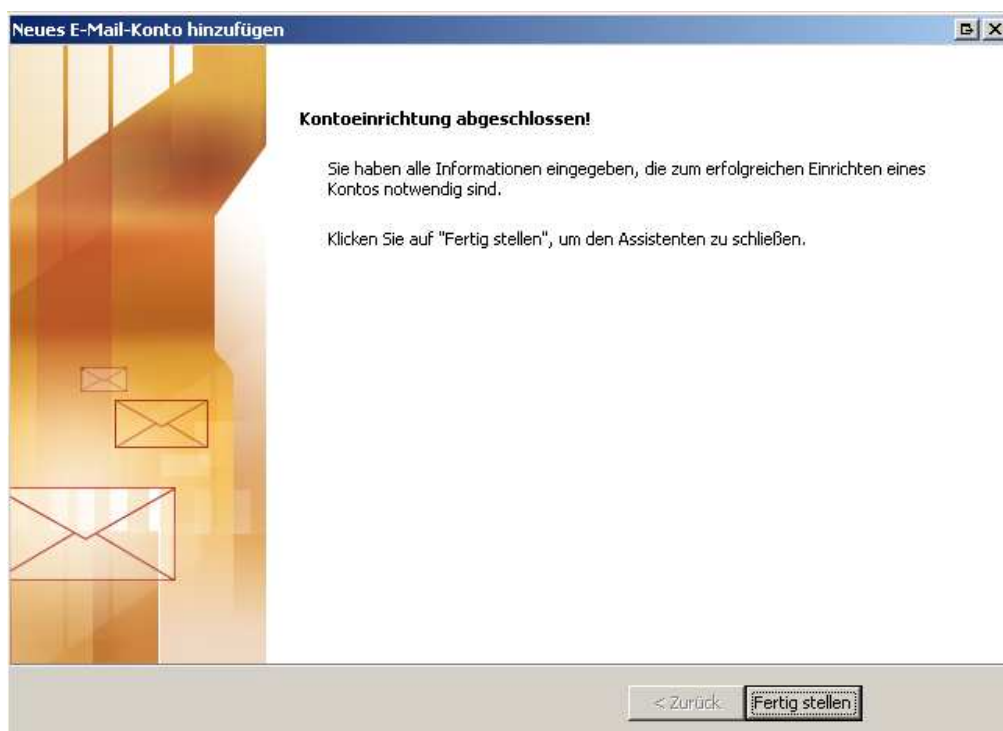 Neues E-Mail-Konto hinzufügen
Kontoeinrichtung abgeschlossen!
Sie haben alle Informationen eingegeben, die zum erfolgreichen Einrichten eines
Kontos notwendig sind.
Klicken Sie auf "Fertig stellen", um den Assistenten zu schließen.
< Zurück
Fertig stellen